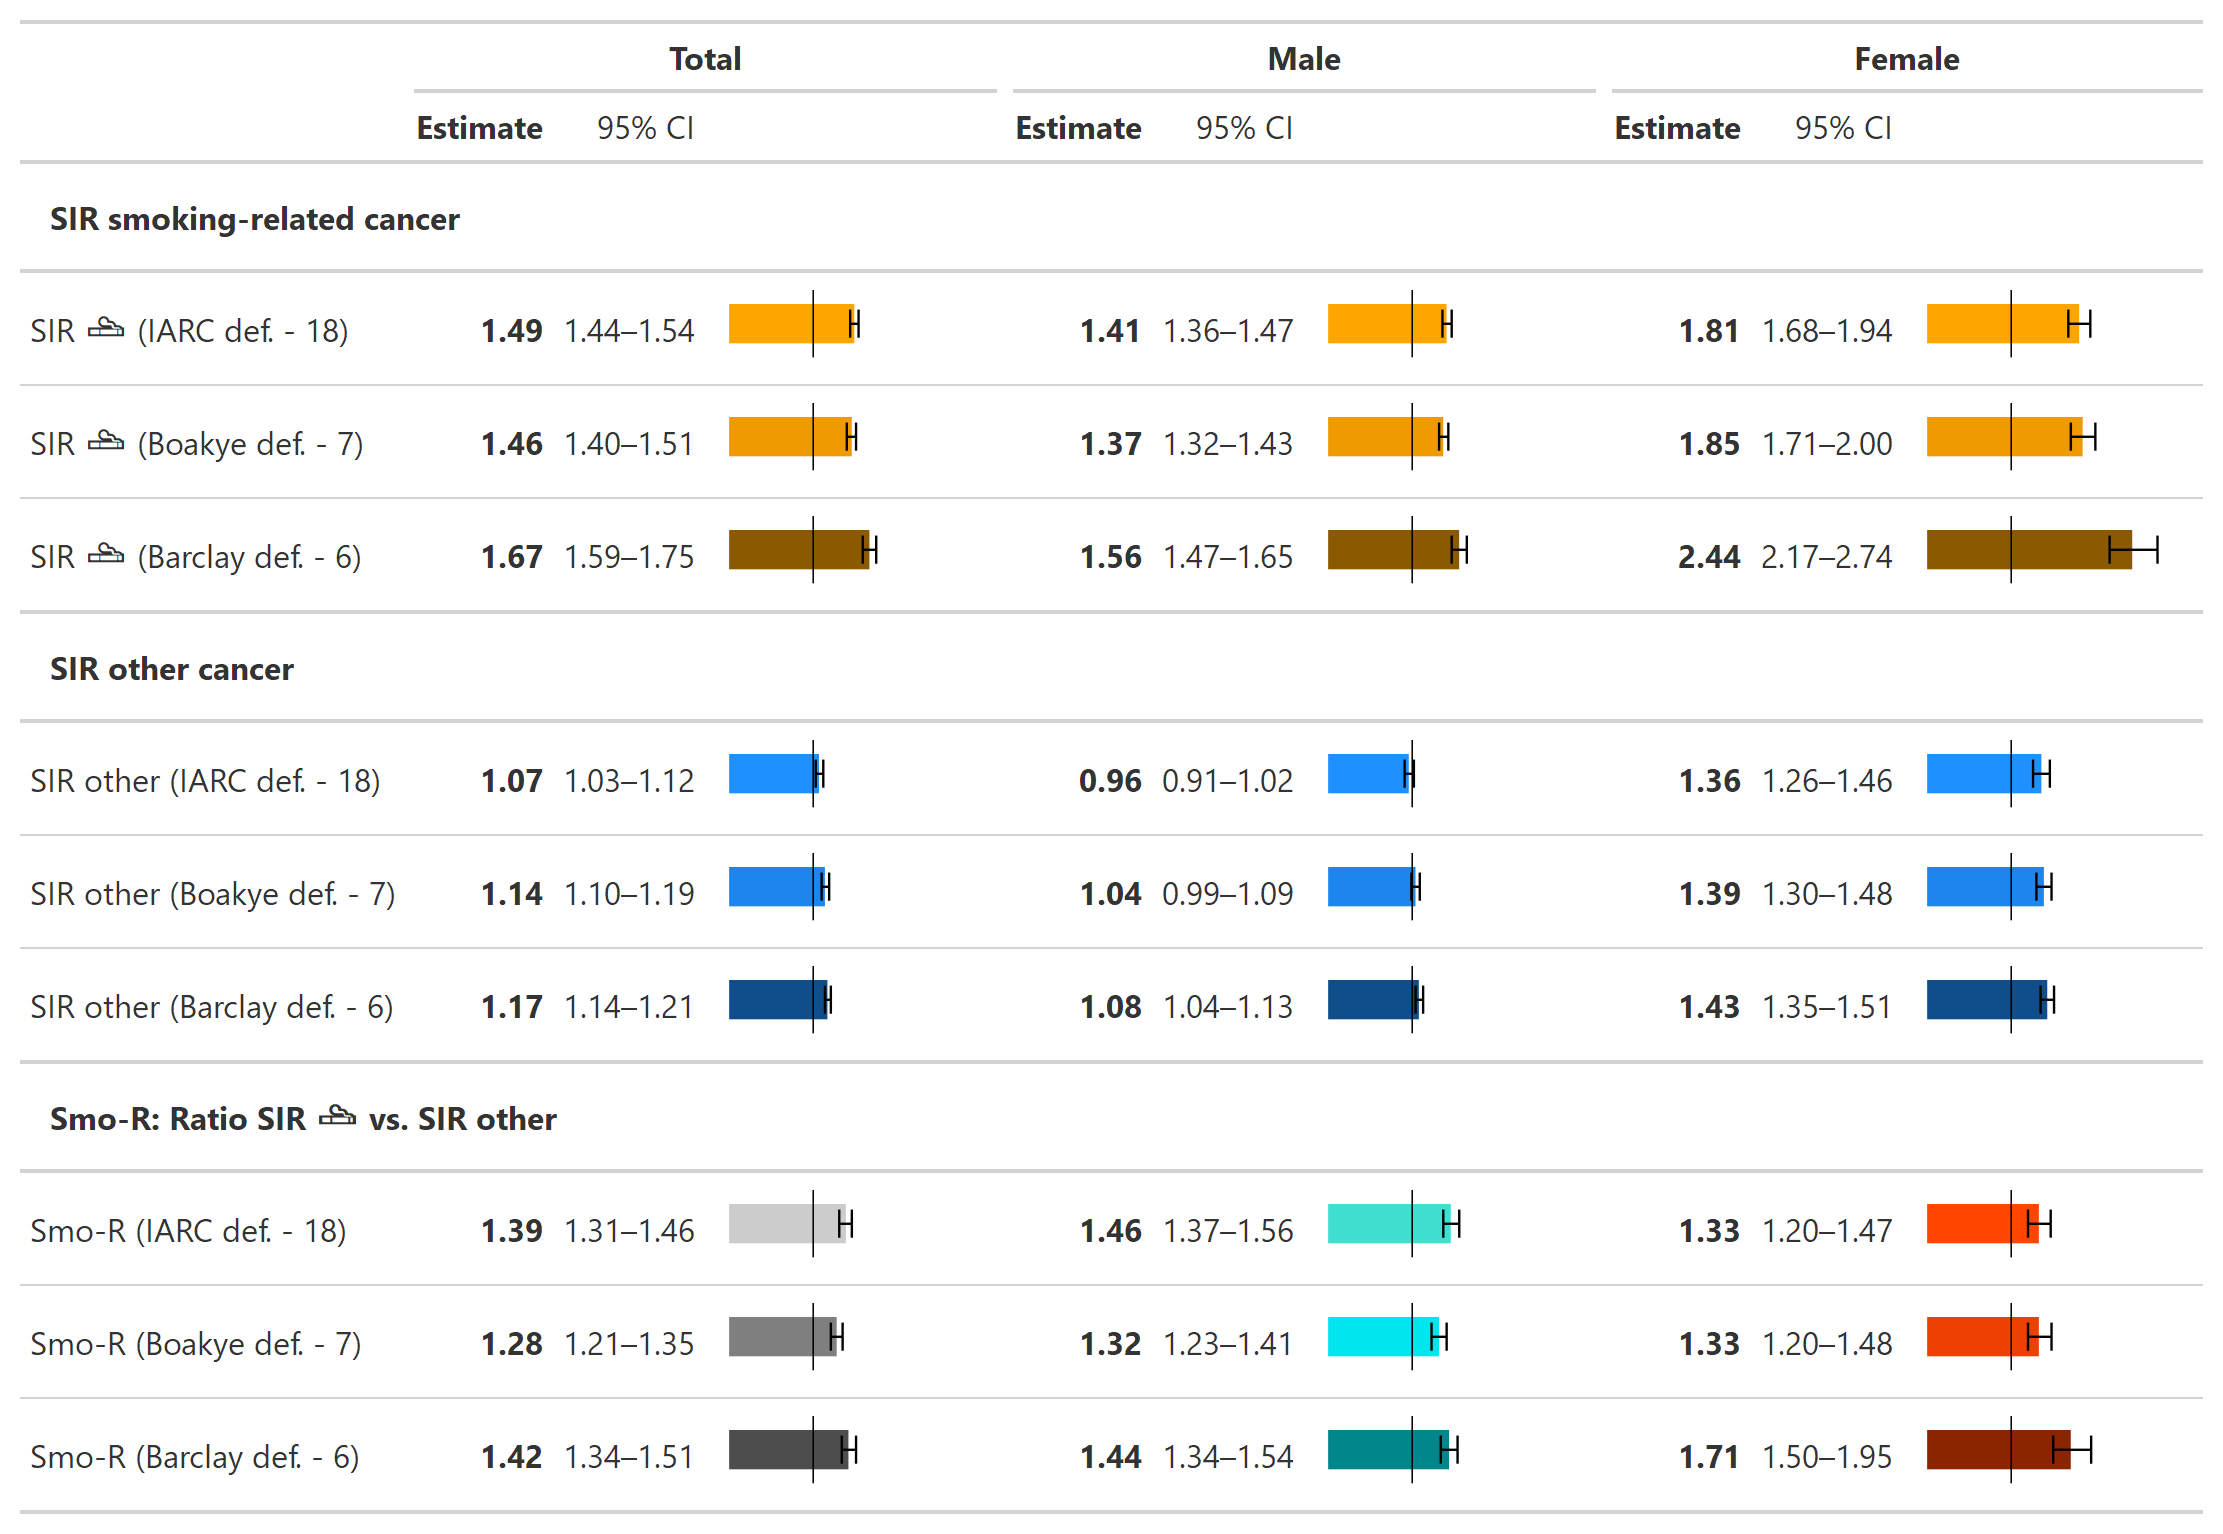 Total Male Female
Estimate 95% CI Estimate 95% CI Estimate 95% CI
SIR smoking-related cancer
SIR 🚬 (IARC def. - 18) 1.49 1.44–1.54 1.41 1.36–1.47 1.81 1.68–1.94
SIR 🚬 (Boakye def. - 7) 1.46 1.40–1.51 1.37 1.32–1.43 1.85 1.71–2.00
SIR 🚬 (Barclay def. - 6) 1.67 1.59–1.75 1.56 1.47–1.65 2.44 2.17–2.74
SIR other cancer
SIR other (IARC def. - 18) 1.07 1.03–1.12 0.96 0.91–1.02 1.36 1.26–1.46
SIR other (Boakye def. - 7) 1.14 1.10–1.19 1.04 0.99–1.09 1.39 1.30–1.48
SIR other (Barclay def. - 6) 1.17 1.14–1.21 1.08 1.04–1.13 1.43 1.35–1.51
Smo-R: Ratio SIR 🚬 vs. SIR other
Smo-R (IARC def. - 18) 1.39 1.31–1.46 1.46 1.37–1.56 1.33 1.20–1.47
Smo-R (Boakye def. - 7) 1.28 1.21–1.35 1.32 1.23–1.41 1.33 1.20–1.48
Smo-R (Barclay def. - 6) 1.42 1.34–1.51 1.44 1.34–1.54 1.71 1.50–1.95